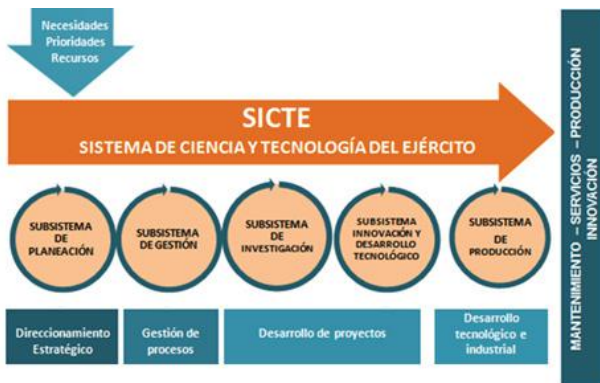 Necesidades
Prioridades
Recursos
SICTE
SISTEMA DE CIENCIA Y TECNOLOGÍA DEL EJÉRCITO
SUBSISTEMA
DE
PLANEACIÓN
SUBSISTEMA
DE GESTIÓN
SUBSISTEMA
DE
INVESTIGACIÓN
SUBSISTEMA
INNOVACIÓN Y
DESARROLLO
TECNOLÓGICO
SUBSISTEMA
DE
PRODUCCIÓN
Direccionamiento
Estratégico
Gestión de
procesos
Desarrollo de proyectos
Desarrollo
tecnológico e
industrial
MANTENIMIENTO –SERVICIOS – PRODUCCIÓN
INNOVACIÓN